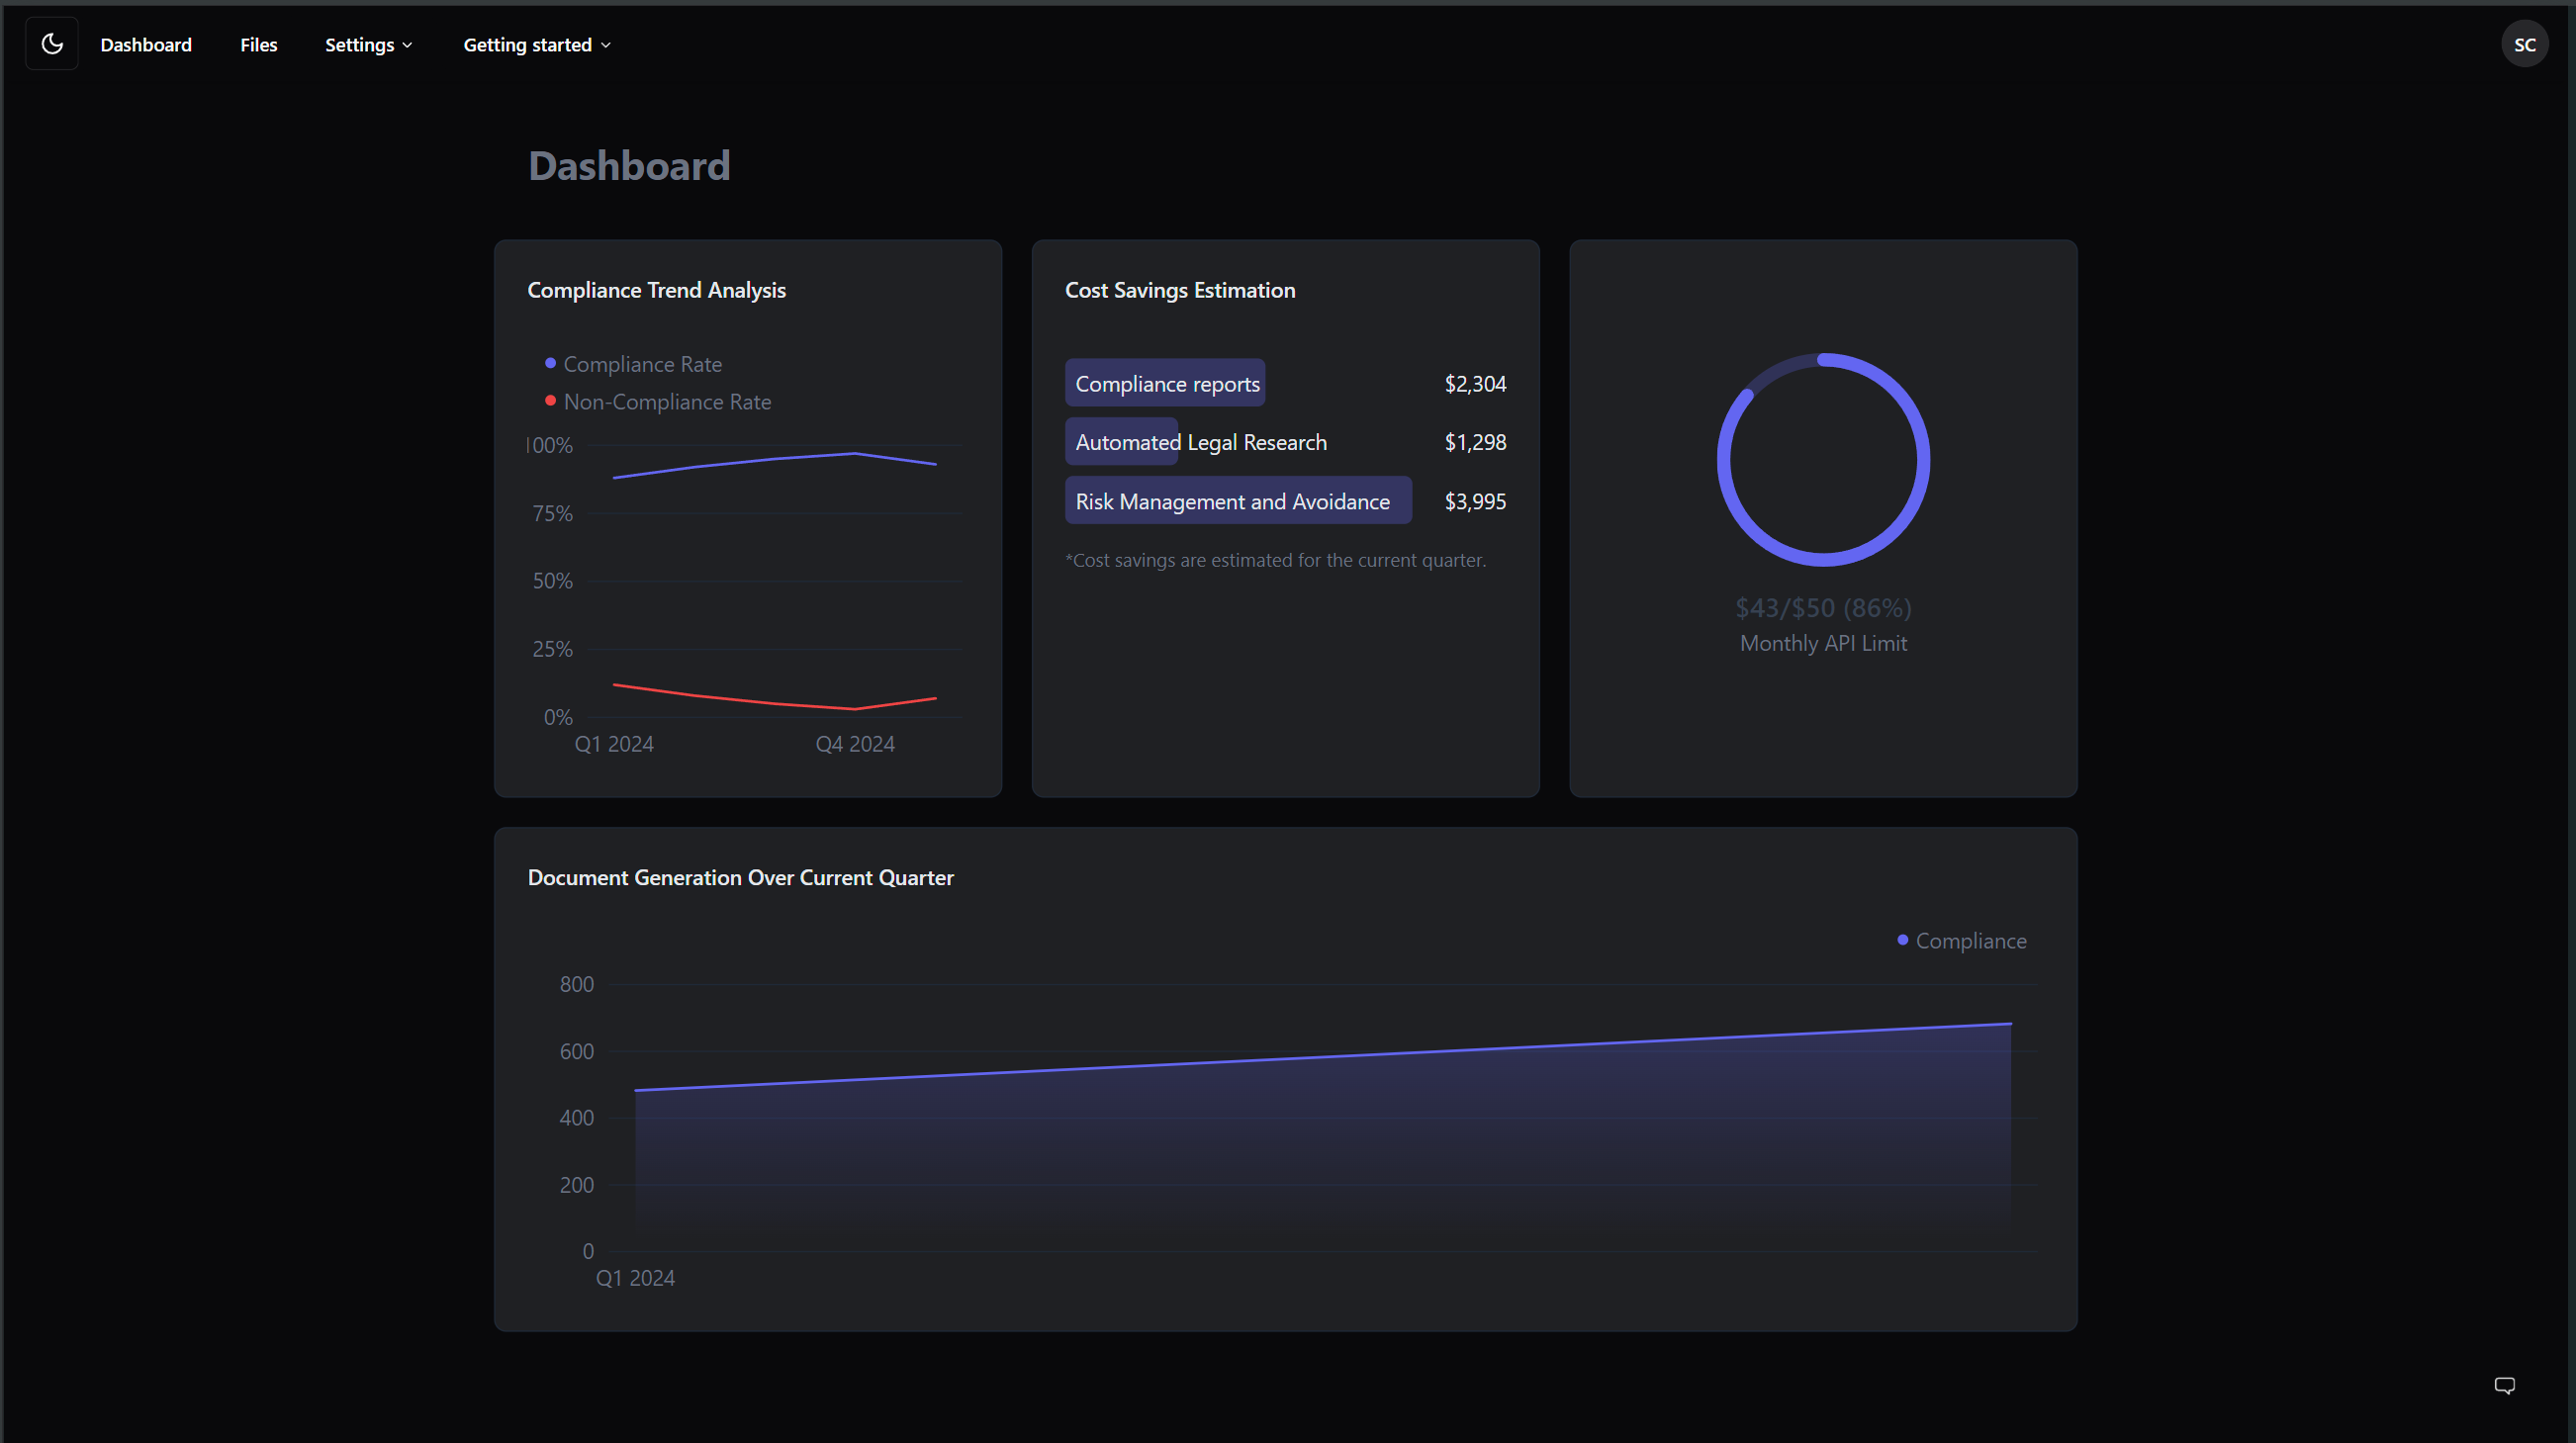 Dashboard
Files
Settings
Getting started
SC
Dashboard
Compliance Trend Analysis
Compliance Rate
Non-Compliance Rate
100%
75%
50%
25%
0%
Q1 2024
Q4 2024
Cost Savings Estimation
Compliance reports $2,304
Automated Legal Research $1,298
Risk Management and Avoidance $3,995
*Cost savings are estimated for the current quarter.
$43/$50 (86%)
Monthly API Limit
Document Generation Over Current Quarter
Compliance
800
600
400
200
0
Q1 2024